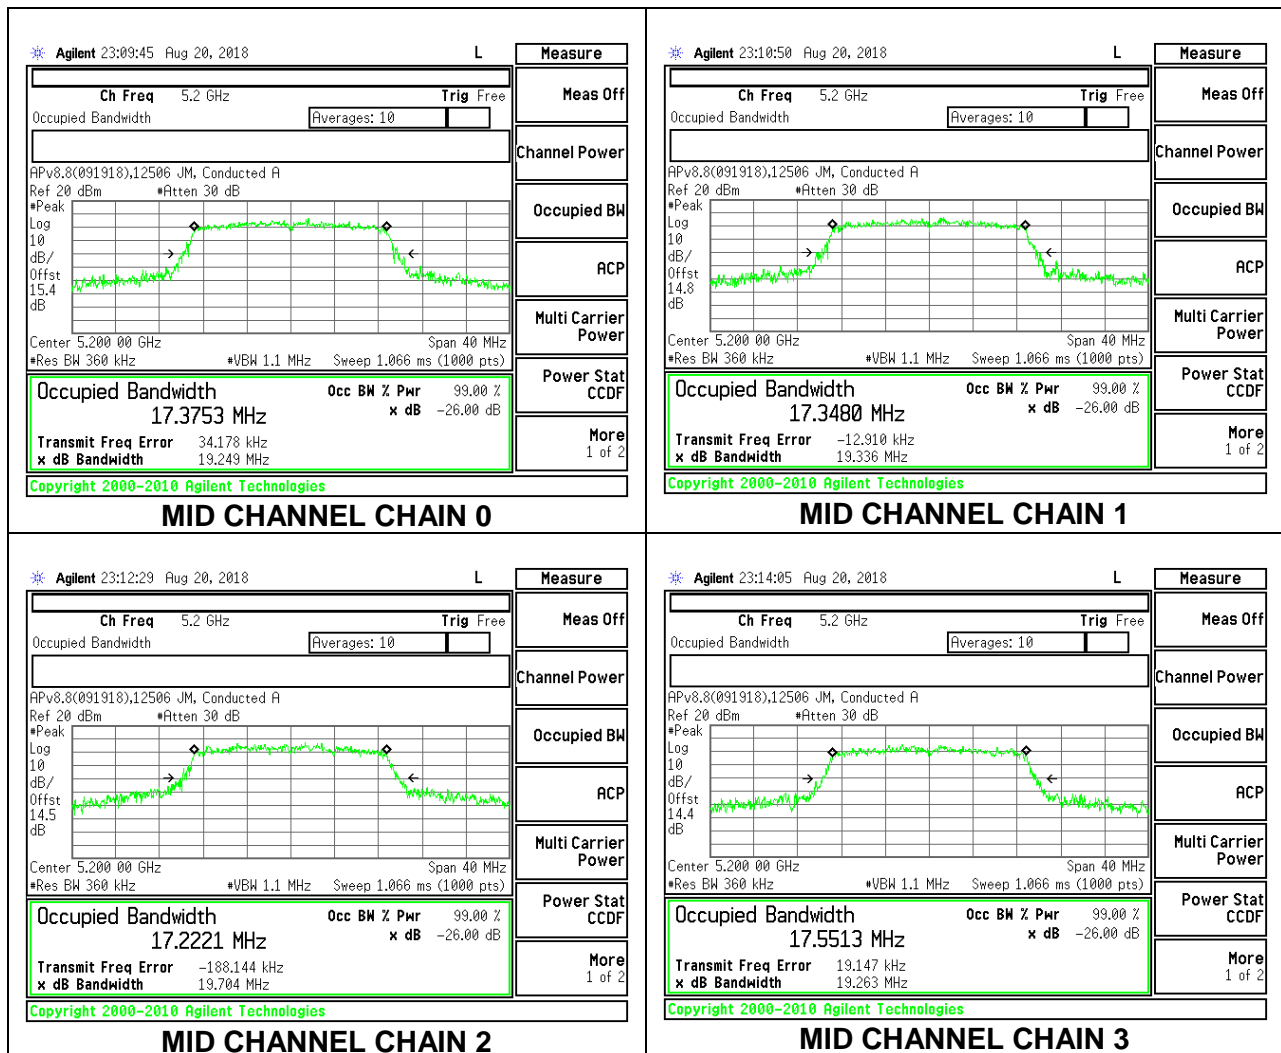 Agilent 23:09:45 Aug 20, 2018 L Measure
Ch Freq 5.2 GHz Trig Free
Occupied Bandwidth Averages: 10
Meas Off
Channel Power
Occupied BW
ACP
Multi Carrier
Power
Power Stat
CCDF
More
1 of 2
APv8.8(091918),12506 JM, Conducted A
Ref 20 dBm #Atten 30 dB
#Peak
Log
10
dB/
Offst
15.4
dB
Center 5.200 00 GHz Span 40 MHz
#Res BW 360 kHz #VBW 1.1 MHz Sweep 1.066 ms (1000 pts)
Occupied Bandwidth Occ BW % Pwr 99.00 %
17.3753 MHz x dB -26.00 dB
Transmit Freq Error 34.178 kHz
x dB Bandwidth 19.249 MHz
Copyright 2000-2010 Agilent Technologies
MID CHANNEL CHAIN 0
Agilent 23:10:50 Aug 20, 2018 L Measure
Ch Freq 5.2 GHz Trig Free
Occupied Bandwidth Averages: 10
Meas Off
Channel Power
Occupied BW
ACP
Multi Carrier
Power
Power Stat
CCDF
More
1 of 2
APv8.8(091918),12506 JM, Conducted A
Ref 20 dBm #Atten 30 dB
#Peak
Log
10
dB/
Offst
14.8
dB
Center 5.200 00 GHz Span 40 MHz
#Res BW 360 kHz #VBW 1.1 MHz Sweep 1.066 ms (1000 pts)
Occupied Bandwidth Occ BW % Pwr 99.00 %
17.3480 MHz x dB -26.00 dB
Transmit Freq Error -12.910 kHz
x dB Bandwidth 19.336 MHz
Copyright 2000-2010 Agilent Technologies
MID CHANNEL CHAIN 1
Agilent 23:12:29 Aug 20, 2018 L Measure
Ch Freq 5.2 GHz Trig Free
Occupied Bandwidth Averages: 10
Meas Off
Channel Power
Occupied BW
ACP
Multi Carrier
Power
Power Stat
CCDF
More
1 of 2
APv8.8(091918),12506 JM, Conducted A
Ref 20 dBm #Atten 30 dB
#Peak
Log
10
dB/
Offst
14.5
dB
Center 5.200 00 GHz Span 40 MHz
#Res BW 360 kHz #VBW 1.1 MHz Sweep 1.066 ms (1000 pts)
Occupied Bandwidth Occ BW % Pwr 99.00 %
17.2221 MHz x dB -26.00 dB
Transmit Freq Error -188.144 kHz
x dB Bandwidth 19.704 MHz
Copyright 2000-2010 Agilent Technologies
MID CHANNEL CHAIN 2
Agilent 23:14:05 Aug 20, 2018 L Measure
Ch Freq 5.2 GHz Trig Free
Occupied Bandwidth Averages: 10
Meas Off
Channel Power
Occupied BW
ACP
Multi Carrier
Power
Power Stat
CCDF
More
1 of 2
APv8.8(091918),12506 JM, Conducted A
Ref 20 dBm #Atten 30 dB
#Peak
Log
10
dB/
Offst
14.4
dB
Center 5.200 00 GHz Span 40 MHz
#Res BW 360 kHz #VBW 1.1 MHz Sweep 1.066 ms (1000 pts)
Occupied Bandwidth Occ BW % Pwr 99.00 %
17.5513 MHz x dB -26.00 dB
Transmit Freq Error 19.147 kHz
x dB Bandwidth 19.263 MHz
Copyright 2000-2010 Agilent Technologies
MID CHANNEL CHAIN 3